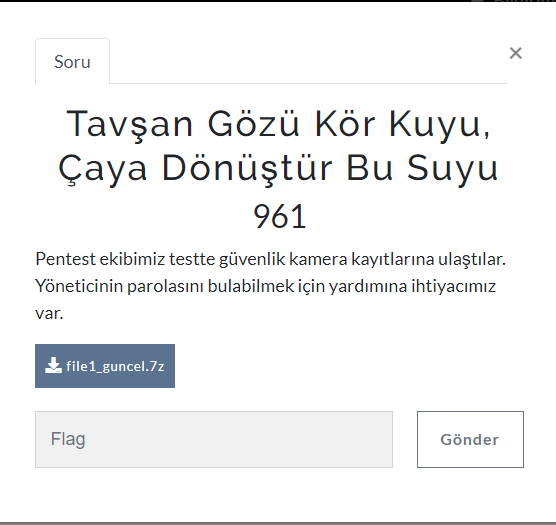 Soru
×
Tavşan Gözü Kör Kuyu,
Çaya Dönüştür Bu Suyu
961
Pentest ekibimiz testte güvenlik kamera kayıtlarına ulaştılar.
Yöneticinin parolasını bulabilmek için yardımına ihtiyacımız
var.
file1_guncel.7z
Flag
Gönder